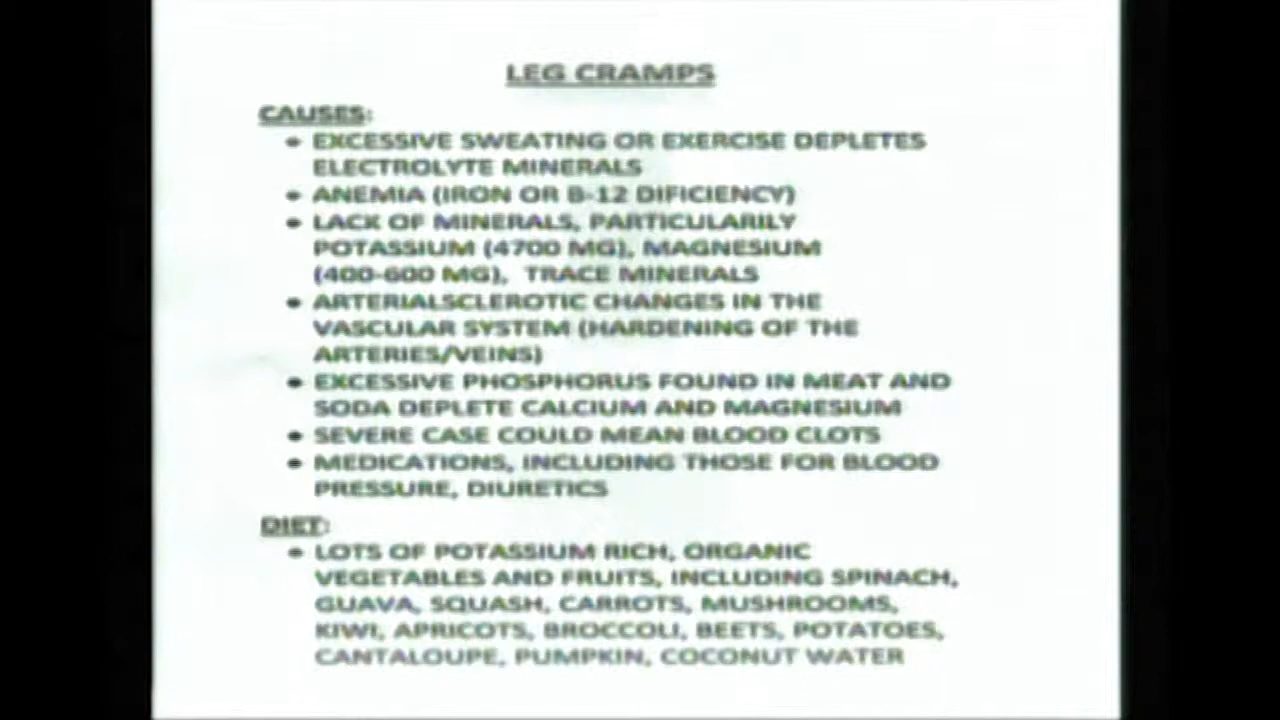 LEG CRAMPS
CAUSES:
• EXCESSIVE SWEATING OR EXERCISE DEPLETES
ELECTROLYTE MINERALS
• ANEMIA (IRON OR B-12 DIFICIENCY)
• LACK OF MINERALS, PARTICULARILY
POTASSIUM (4700 MG), MAGNESIUM
(400-600 MG), TRACE MINERALS
• ARTERIALSCLEROTIC CHANGES IN THE
VASCULAR SYSTEM (HARDENING OF THE
ARTERIES/VEINS)
• EXCESSIVE PHOSPHORUS FOUND IN MEAT AND
SODA DEPLETE CALCIUM AND MAGNESIUM
• SEVERE CASE COULD MEAN BLOOD CLOTS
• MEDICATIONS, INCLUDING THOSE FOR BLOOD
PRESSURE, DIURETICS
DIET:
• LOTS OF POTASSIUM RICH, ORGANIC
VEGETABLES AND FRUITS, INCLUDING SPINACH,
GUAVA, SQUASH, CARROTS, MUSHROOMS,
KIWI, APRICOTS, BROCCOLI, BEETS, POTATOES,
CANTALOUPE, PUMPKIN, COCONUT WATER